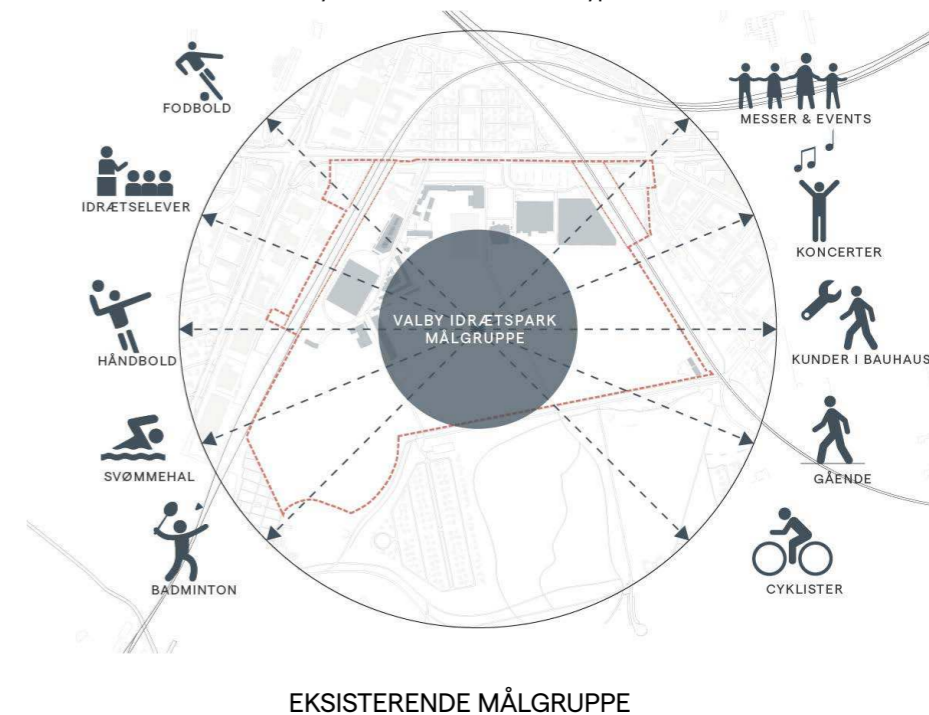 FODBOLD
IDRÆTSELEVER
HÅNDBOLD
SVØMMEHAL
BADMINTON
VALBY IDRÆTSPARK
MÅLGRUPPE
MESSER & EVENTS
KONCERTER
KUNDER I BAUHAUS
GÅENDE
CYKLISTER
EKSISTERENDE MÅLGRUPPE